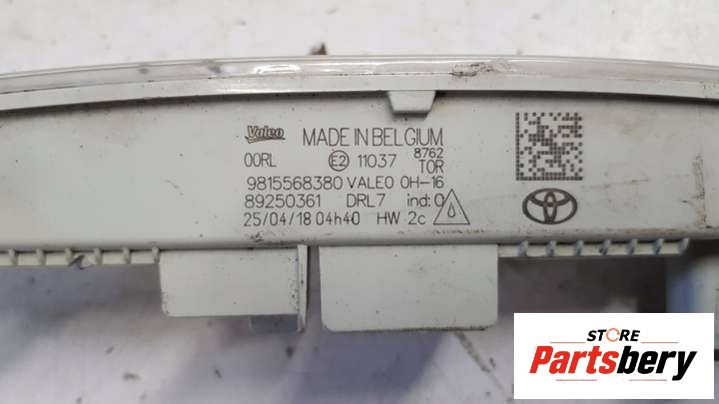 Valeo MADE IN BELGIUM
00RL E2 11037 8762
TOR
9815568380 VALEO 0H-16
89250361 DRL7 ind:0
25/04/18 04h40 HW 2c
STORE
Partsbery